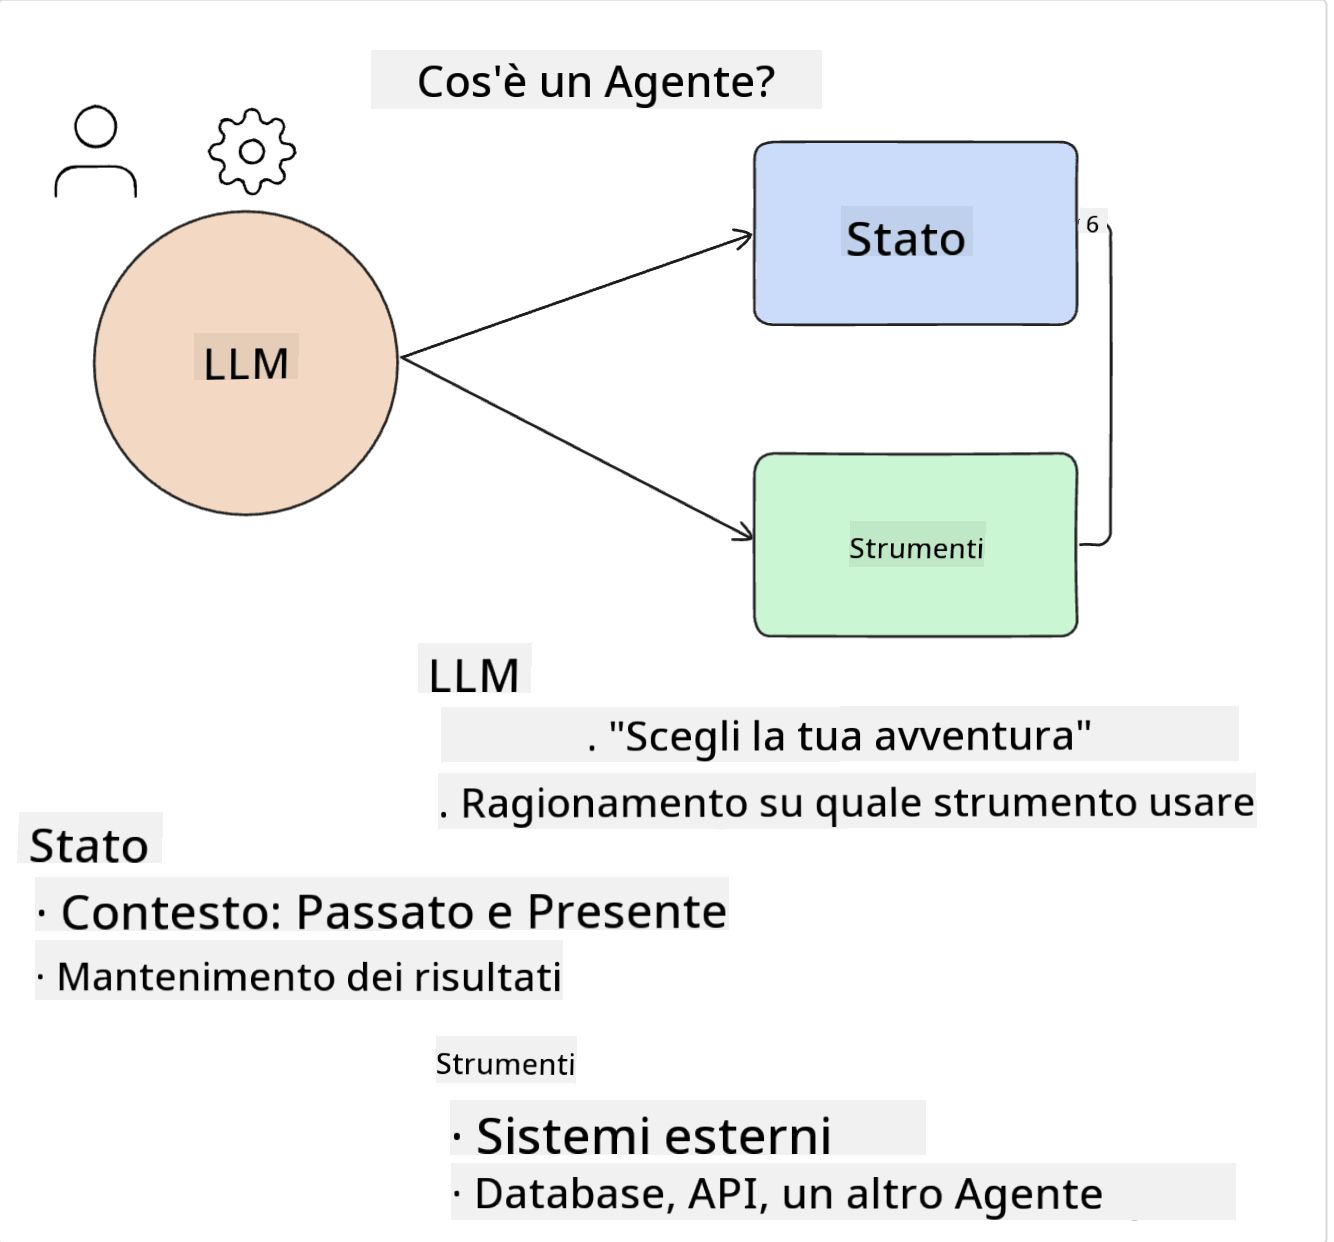 Cos'è un Agente?
Stato
6
LLM
Strumenti
LLM
. "Scegli la tua avventura"
. Ragionamento su quale strumento usare
Stato
· Contesto: Passato e Presente
· Mantenimento dei risultati
Strumenti
· Sistemi esterni
· Database, API, un altro Agente